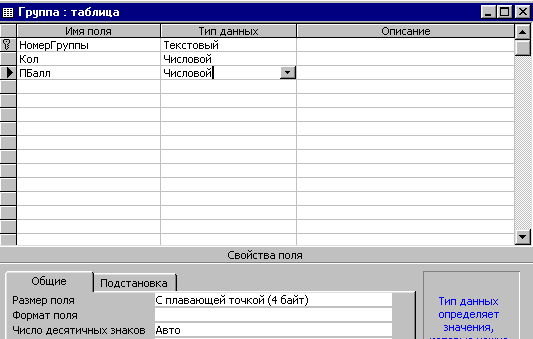 Группа : таблица
Имя поля Тип данных Описание
НомерГруппы Текстовый
Кол Числовой
ПБалл Числовой
Свойства поля
Общие Подстановка
Размер поля С плавающей точкой (4 байт)
Формат поля
Число десятичных знаков Авто
Тип данных
определяет
значения,